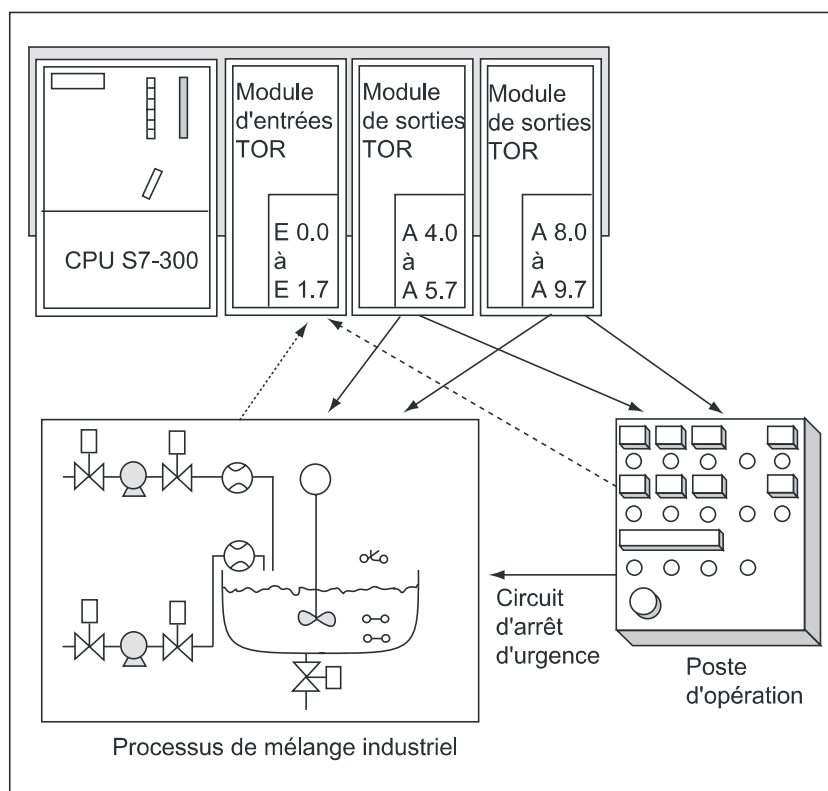 CPU S7-300
Module
d'entrées
TOR
E 0.0
à
E 1.7
Module
de sorties
TOR
A 4.0
à
A 5.7
Module
de sorties
TOR
A 8.0
à
A 9.7
Circuit
d'arrêt
d'urgence
Poste
d'opération
Processus de mélange industriel